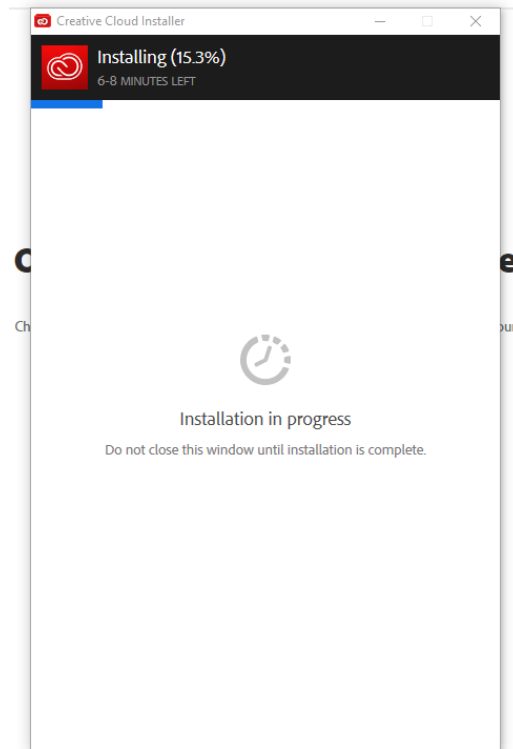 Creative Cloud Installer
Installing (15.3%)
6-8 MINUTES LEFT
Installation in progress
Do not close this window until installation is complete.